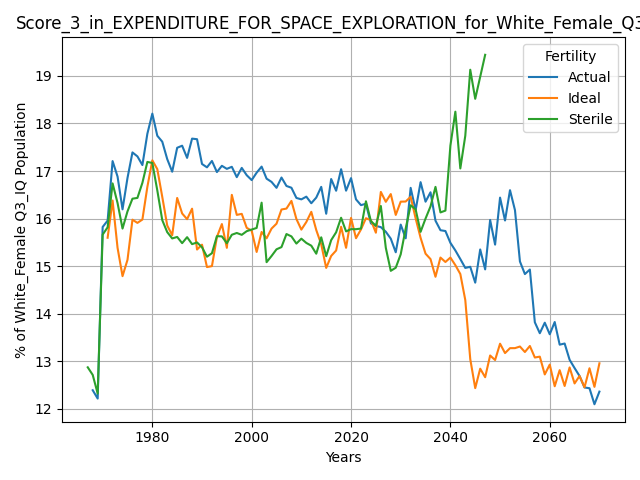 Score_3_in_EXPENDITURE_FOR_SPACE_EXPLORATION_for_White_Female_Q3
Fertility
Actual
Ideal
Sterile
% of White_Female Q3_IQ Population
19
18
17
16
15
14
13
12
1980 2000 2020 2040 2060
Years